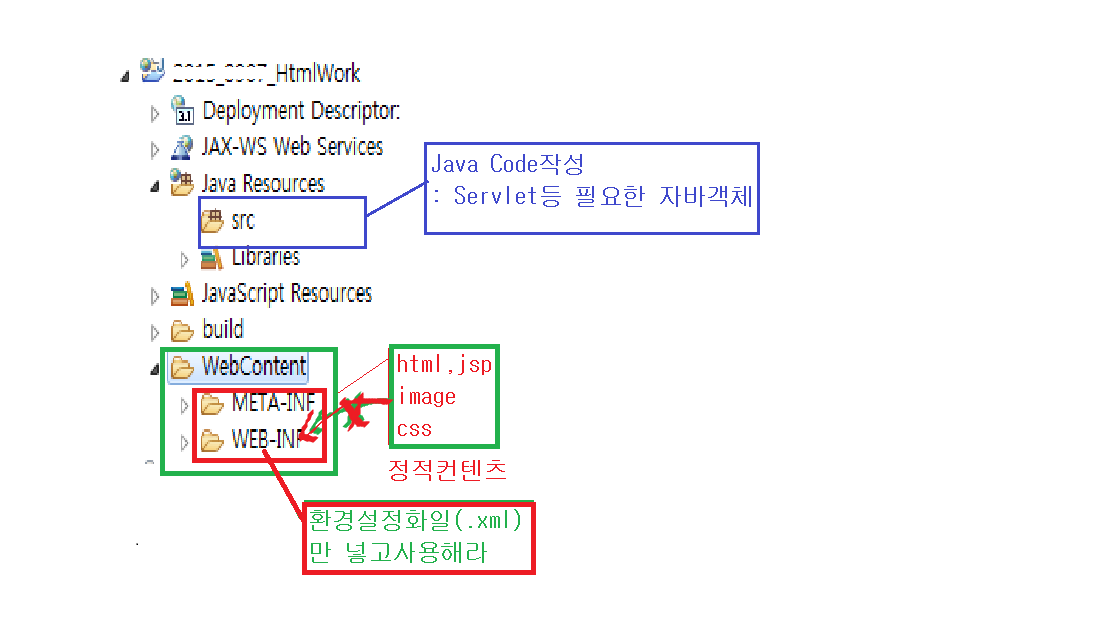 _HtmlWork
Deployment Descriptor:
3.1
JAX-WS Web Services
Java Resources
src
Libraries
JavaScript Resources
build
WebContent
META-INF
WEB-INF
Java Code작성
: Servlet등 필요한 자바객체
html,jsp
image
css
정적컨텐츠
환경설정화일(.xml)
만 넣고사용해라